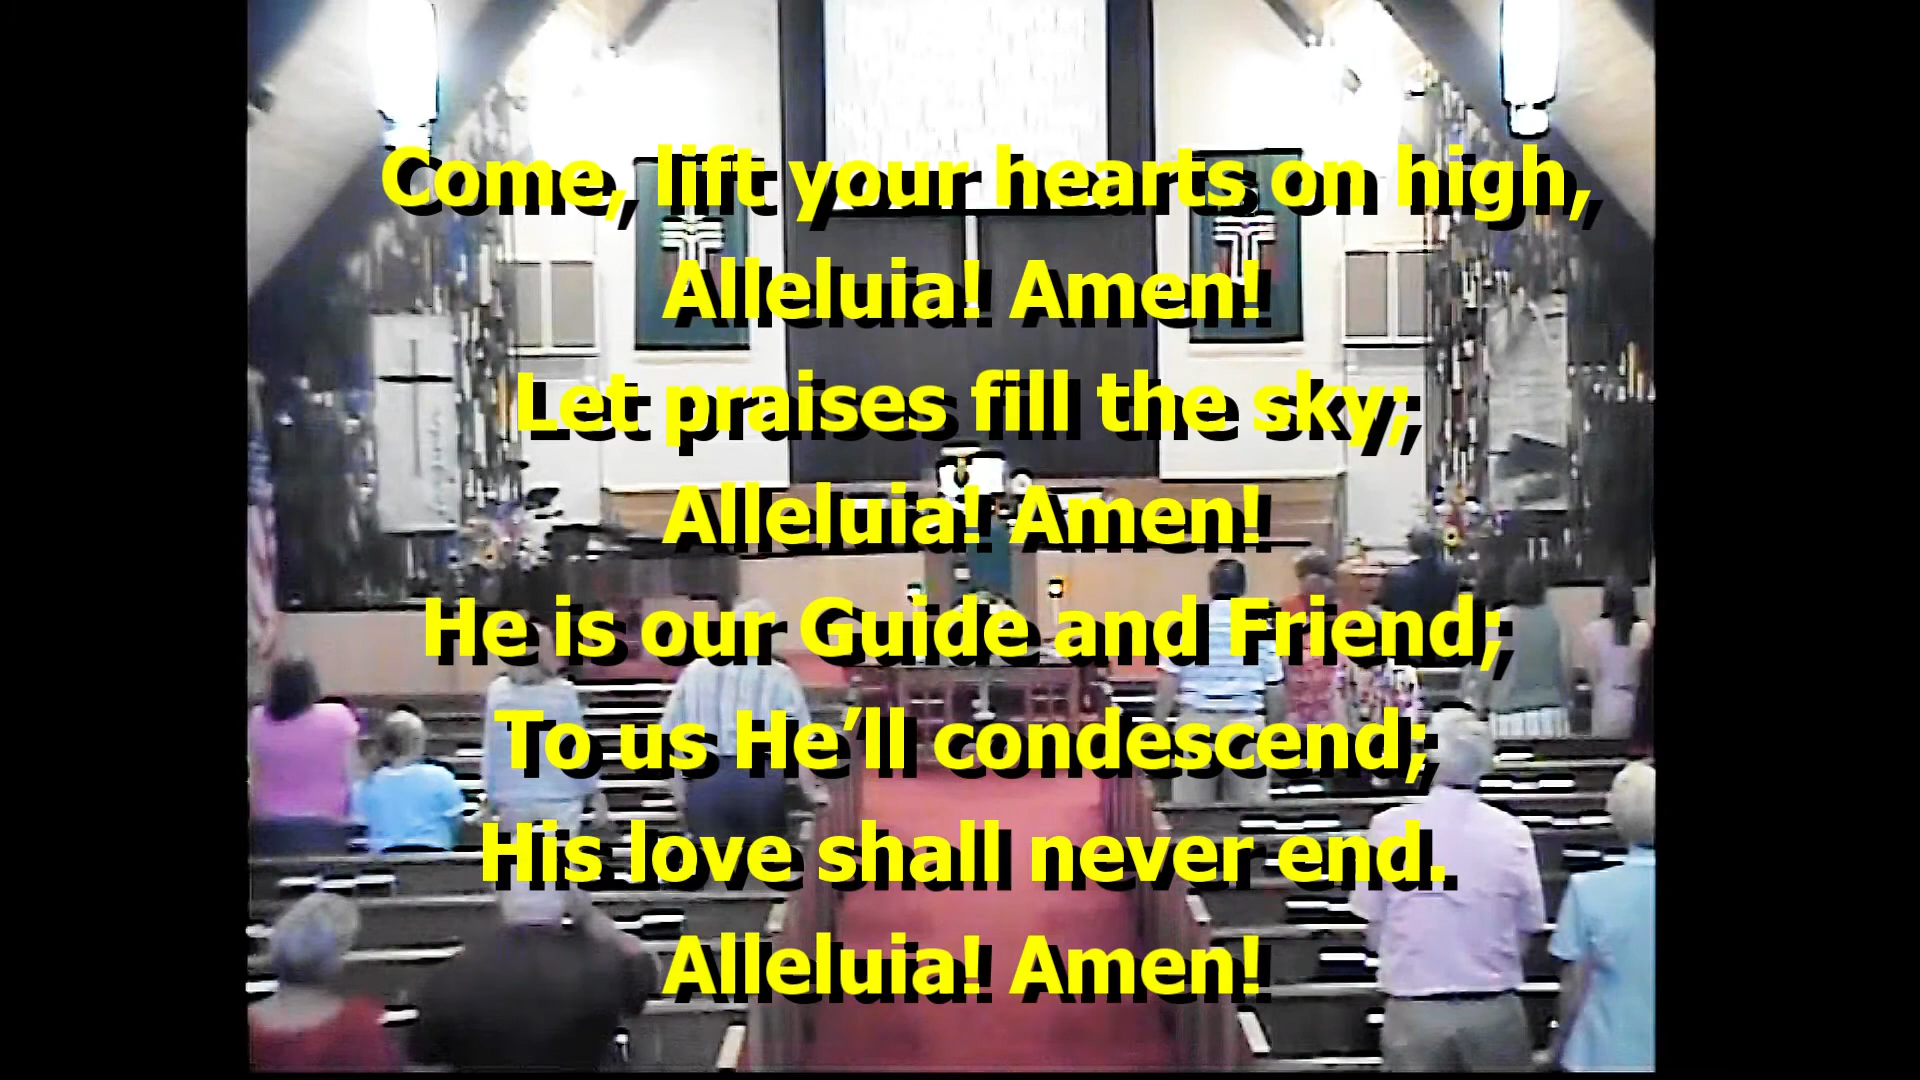 Come, lift your hearts on high,
Alleluia! Amen!
Let praises fill the sky;
Alleluia! Amen!
He is our Guide and Friend;
To us He’ll condescend;
His love shall never end.
Alleluia! Amen!